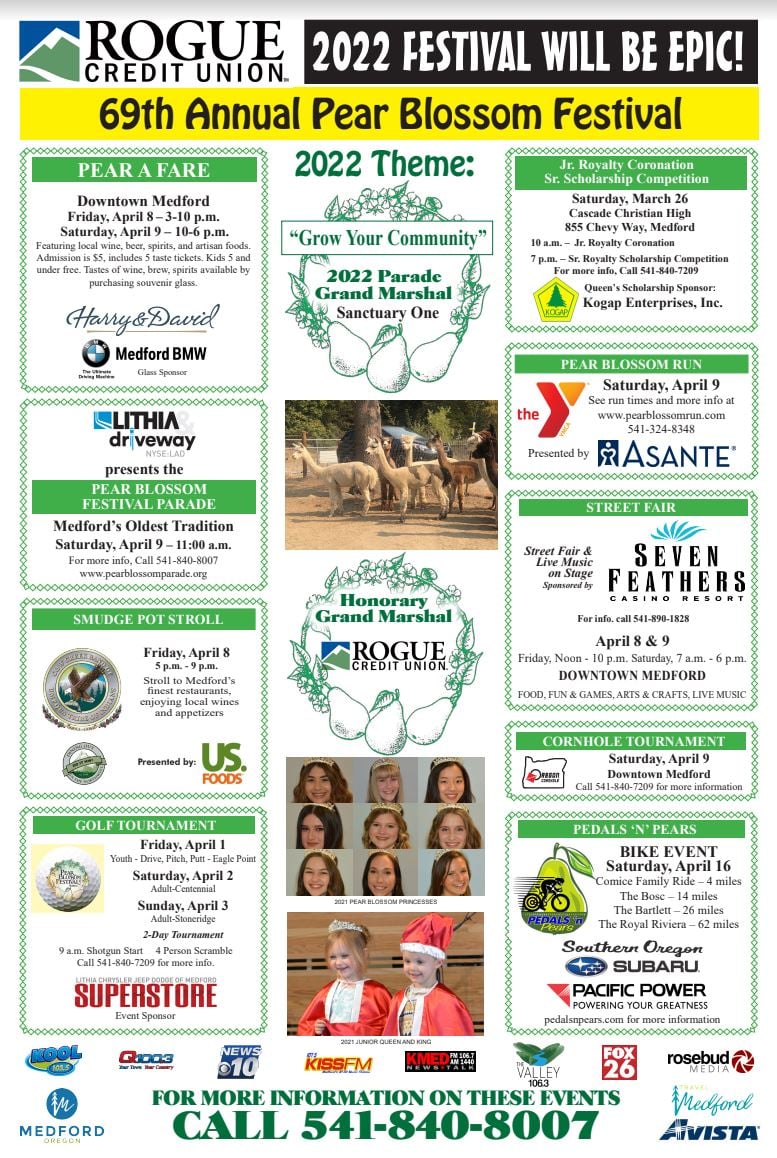 ROGUE
CREDIT UNION
2022 FESTIVAL WILL BE EPIC!
69th Annual Pear Blossom Festival
PEAR A FARE
Downtown Medford
Friday, April 8 – 3-10 p.m.
Saturday, April 9 – 10-6 p.m.
Featuring local wine, beer, spirits, and artisan foods.
Admission is $5, includes 5 taste tickets. Kids 5 and
under free. Tastes of wine, brew, spirits available by
purchasing souvenir glass.
Harry & David
BMW
The Ultimate
Driving Machine
Medford BMW
Glass Sponsor
LITHIA &
driveway
NYSE:LAD
presents the
PEAR BLOSSOM
FESTIVAL PARADE
Medford's Oldest Tradition
Saturday, April 9 – 11:00 a.m.
For more info, Call 541-840-8007
www.pearblossomparade.org
SMUDGE POT STROLL
Friday, April 8
5 p.m. - 9 p.m.
Stroll to Medford's
finest restaurants,
enjoying local wines
and appetizers
Presented by:
US.
FOODS
GOLF TOURNAMENT
PEAR
BLOSSOM
FESTIVAL
Friday, April 1
Youth - Drive, Pitch, Putt - Eagle Point
Saturday, April 2
Adult-Centennial
Sunday, April 3
Adult-Stoneridge
2-Day Tournament
9 a.m. Shotgun Start 4 Person Scramble
Call 541-840-7209 for more info.
LITHIA CHRYSLER JEEP DODGE OF MEDFORD
SUPERSTORE
Event Sponsor
2022 Theme:
"Grow Your Community"
2022 Parade
Grand Marshal
Sanctuary One
Honorary
Grand Marshal
ROGUE
CREDIT UNION
2021 PEAR BLOSSOM PRINCESSES
2021 JUNIOR QUEEN AND KING
Jr. Royalty Coronation
Sr. Scholarship Competition
Saturday, March 26
Cascade Christian High
855 Chevy Way, Medford
10 a.m. – Jr. Royalty Coronation
7 p.m. – Sr. Royalty Scholarship Competition
For more info, Call 541-840-7209
KOGAP
Queen's Scholarship Sponsor:
Kogap Enterprises, Inc.
PEAR BLOSSOM RUN
the
YMCA
Saturday, April 9
See run times and more info at
www.pearblossomrun.com
541-324-8348
Presented by
ASANTE®
STREET FAIR
Street Fair &
Live Music
on Stage
Sponsored by
SEVEN
FEATHERS
CASINO RESORT
For info. call 541-890-1828
April 8 & 9
Friday, Noon - 10 p.m. Saturday, 7 a.m. - 6 p.m.
DOWNTOWN MEDFORD
FOOD, FUN & GAMES, ARTS & CRAFTS, LIVE MUSIC
CORNHOLE TOURNAMENT
OREGON
CORNHOLE
Saturday, April 9
Downtown Medford
Call 541-840-7209 for more information
PEDALS 'N' PEARS
PEDALS 'n'
Pears
BIKE EVENT
Saturday, April 16
Comice Family Ride – 4 miles
The Bosc – 14 miles
The Bartlett – 26 miles
The Royal Riviera – 62 miles
Southern Oregon
SUBARU
PACIFIC POWER
POWERING YOUR GREATNESS
pedalsnpears.com for more information
KOOL
103.5
Q100.3
Your Town. Your Country.
NEWS
10
107.5
KISSFM
KMED FM 106.7
AM 1440
NEWS • TALK
THE
VALLEY
106.3
FOX
26
rosebud
MEDIA
MEDFORD
OREGON
FOR MORE INFORMATION ON THESE EVENTS
CALL 541-840-8007
TRAVEL
Medford
AVISTA